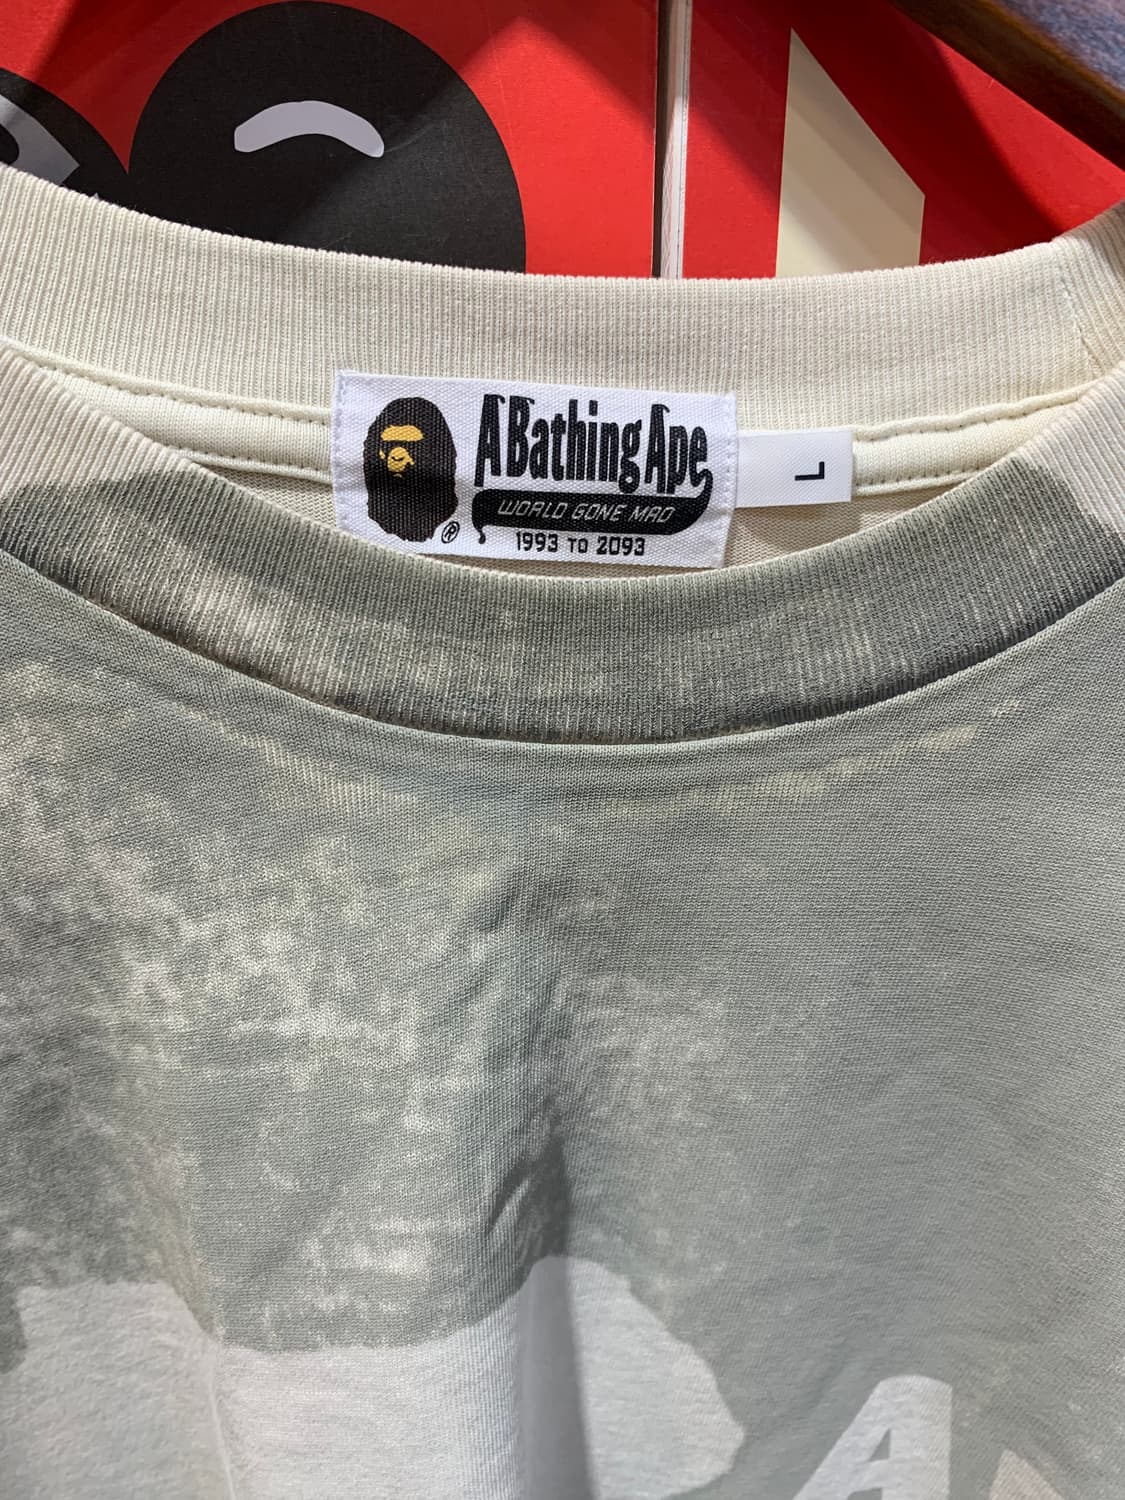 A Bathing Ape
®
WORLD GONE MAD
1993 TO 2093
L
A